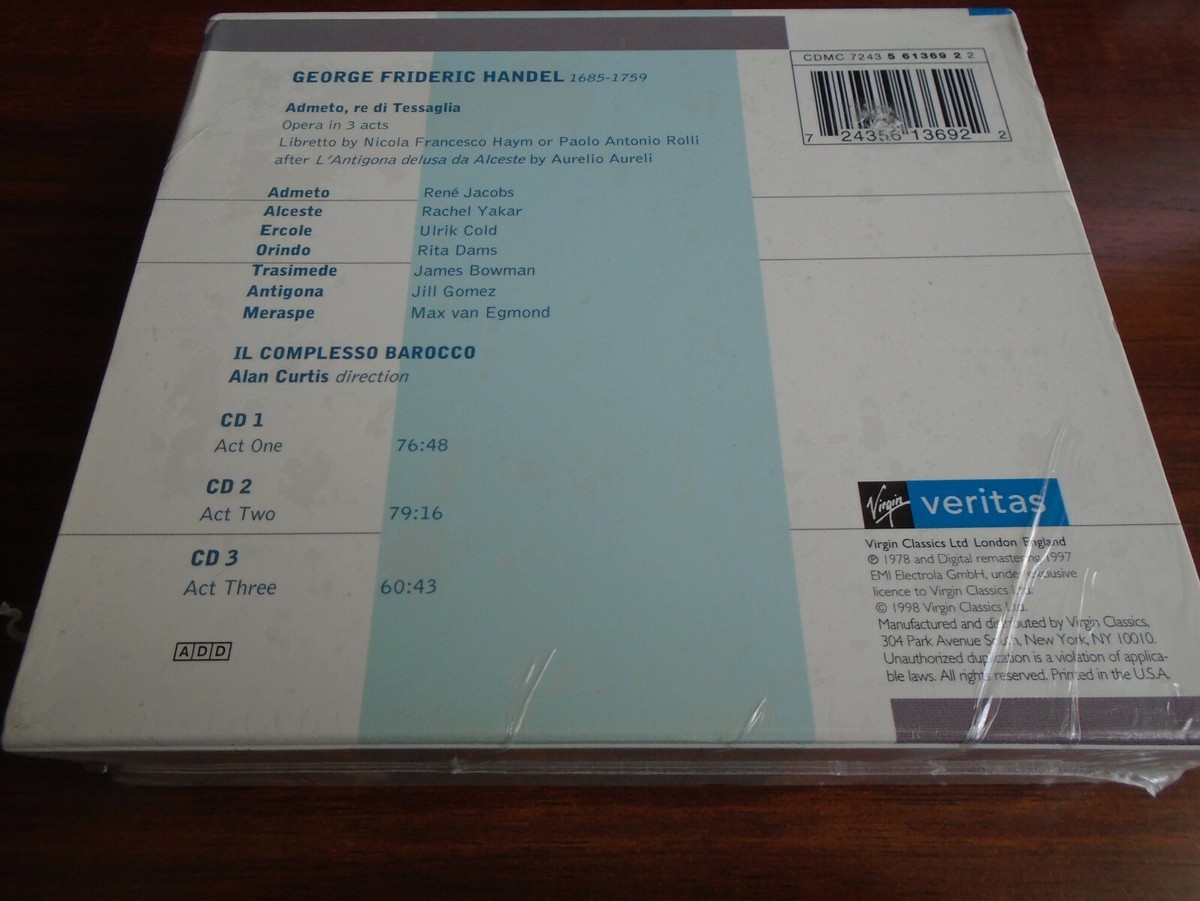 CDMC 7243 5 61369 2 2
7 24356 13692 2
GEORGE FRIDERIC HANDEL 1685-1759
Admeto, re di Tessaglia
Opera in 3 acts
Libretto by Nicola Francesco Haym or Paolo Antonio Rolli
after L'Antigona delusa da Alceste by Aurelio Aureli
Admeto René Jacobs
Alceste Rachel Yakar
Ercole Ulrik Cold
Orindo Rita Dams
Trasimede James Bowman
Antigona Jill Gomez
Meraspe Max van Egmond
IL COMPLESSO BAROCCO
Alan Curtis direction
CD 1
Act One 76:48
CD 2
Act Two 79:16
CD 3
Act Three 60:43
ADD
Virgin veritas
Virgin Classics Ltd London England
℗ 1978 and Digital remastering 1997
EMI Electrola GmbH, under exclusive
licence to Virgin Classics Ltd.
© 1998 Virgin Classics Ltd.
Manufactured and distributed by Virgin Classics,
304 Park Avenue South, New York, NY 10010.
Unauthorized duplication is a violation of applica-
ble laws. All rights reserved. Printed in the U.S.A.